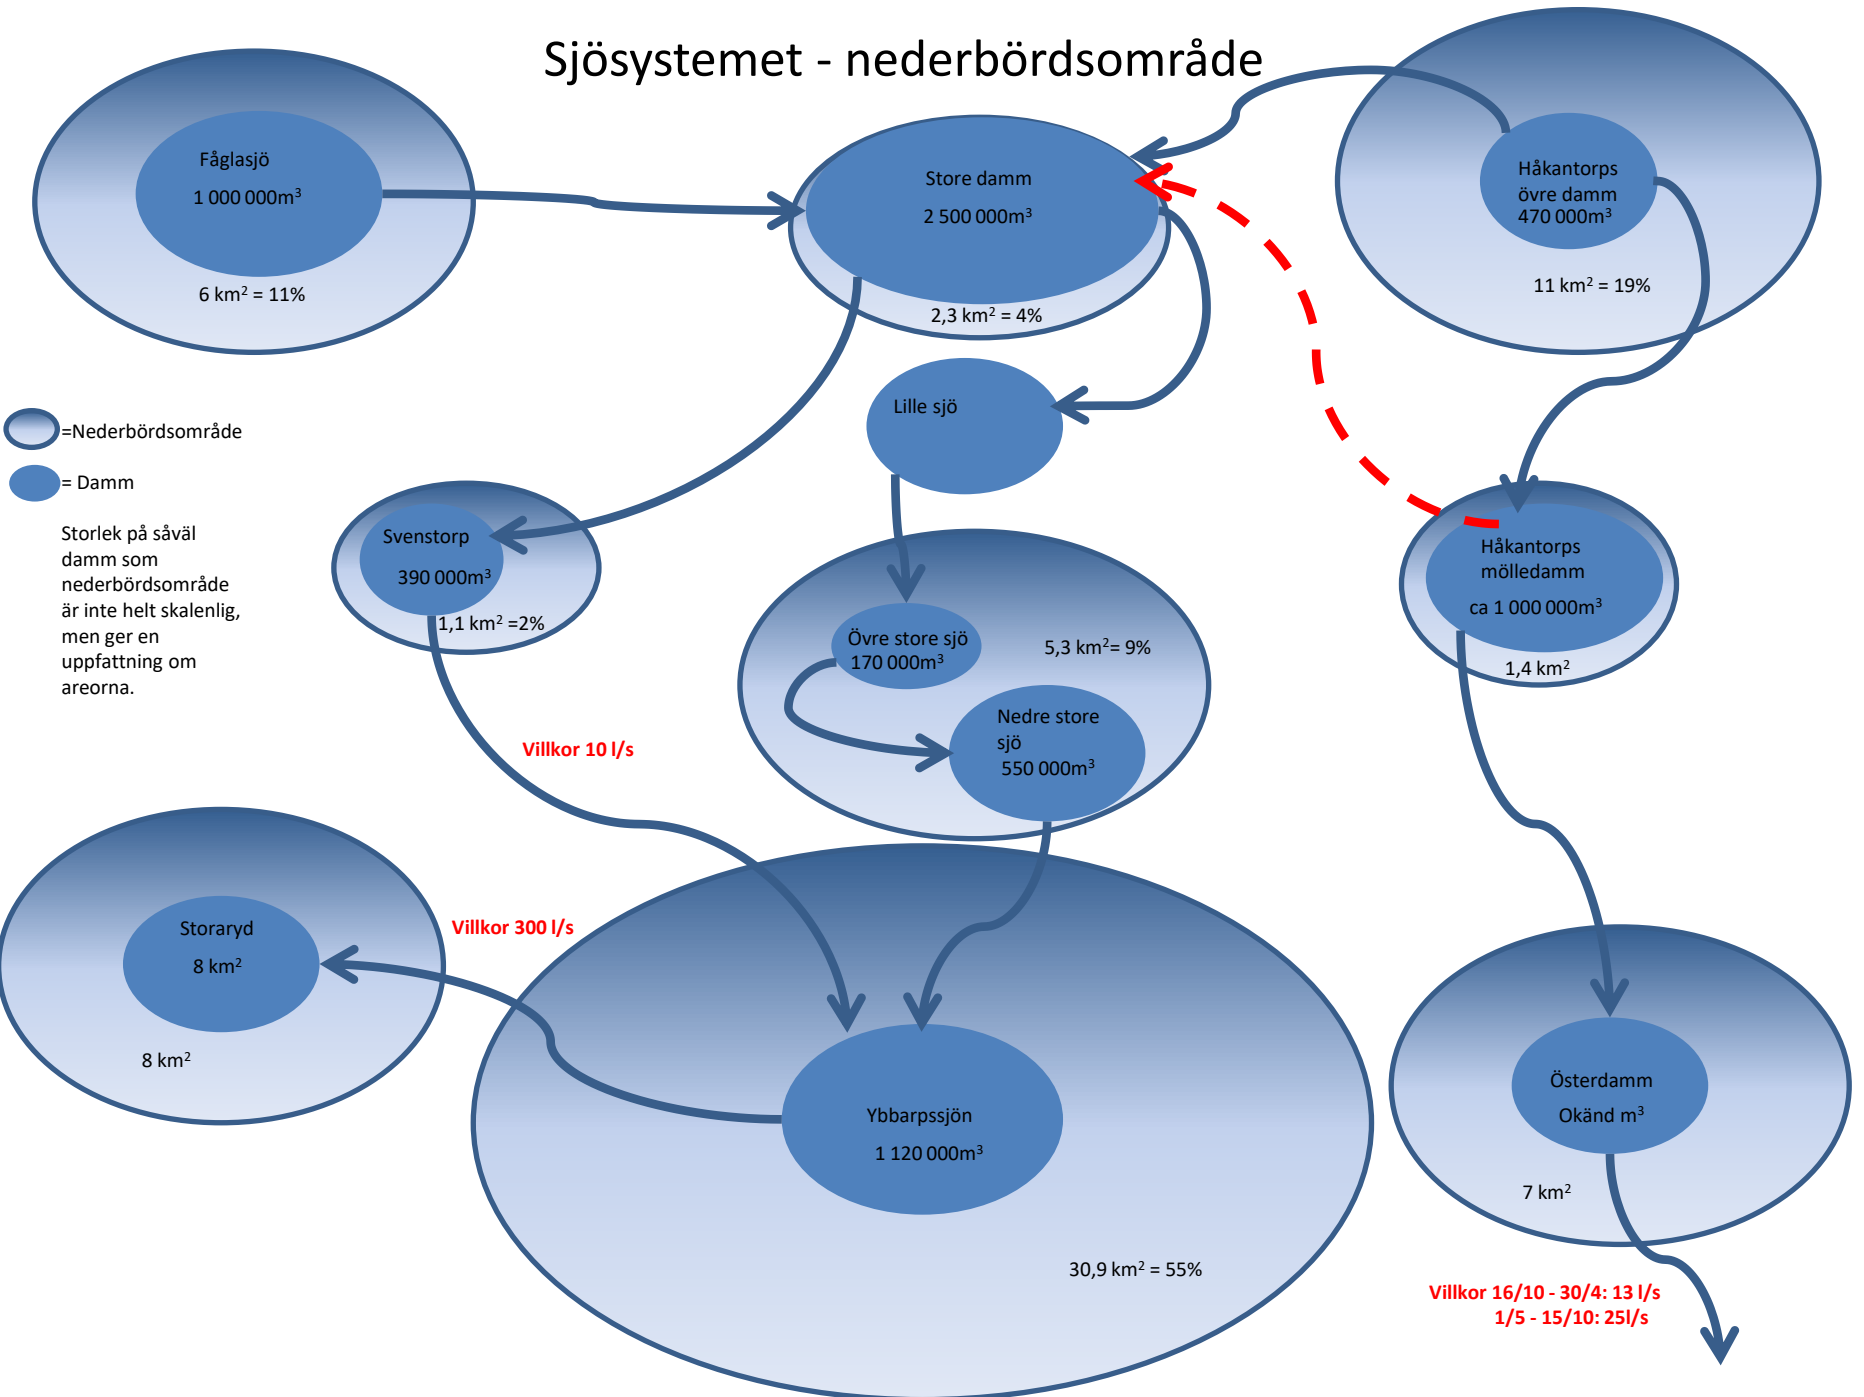 Sjösystemet - nederbördsområde
Fåglasjö
1 000 000m³
6 km² = 11%
Store damm
2 500 000m³
2,3 km² = 4%
Håkantorps
övre damm
470 000m³
11 km² = 19%
Lille sjö
=Nederbördsområde
= Damm
Storlek på såväl
damm som
nederbördsområde
är inte helt skalenlig,
men ger en
uppfattning om
areorna.
Svenstorp
390 000m³
1,1 km² =2%
Övre store sjö
170 000m³
5,3 km²= 9%
Nedre store
sjö
550 000m³
Håkantorps
mölledamm
ca 1 000 000m³
1,4 km²
Villkor 10 l/s
Storaryd
8 km²
8 km²
Villkor 300 l/s
Ybbarpssjön
1 120 000m³
30,9 km² = 55%
Österdamm
Okänd m³
7 km²
Villkor 16/10 - 30/4: 13 l/s
1/5 - 15/10: 25l/s